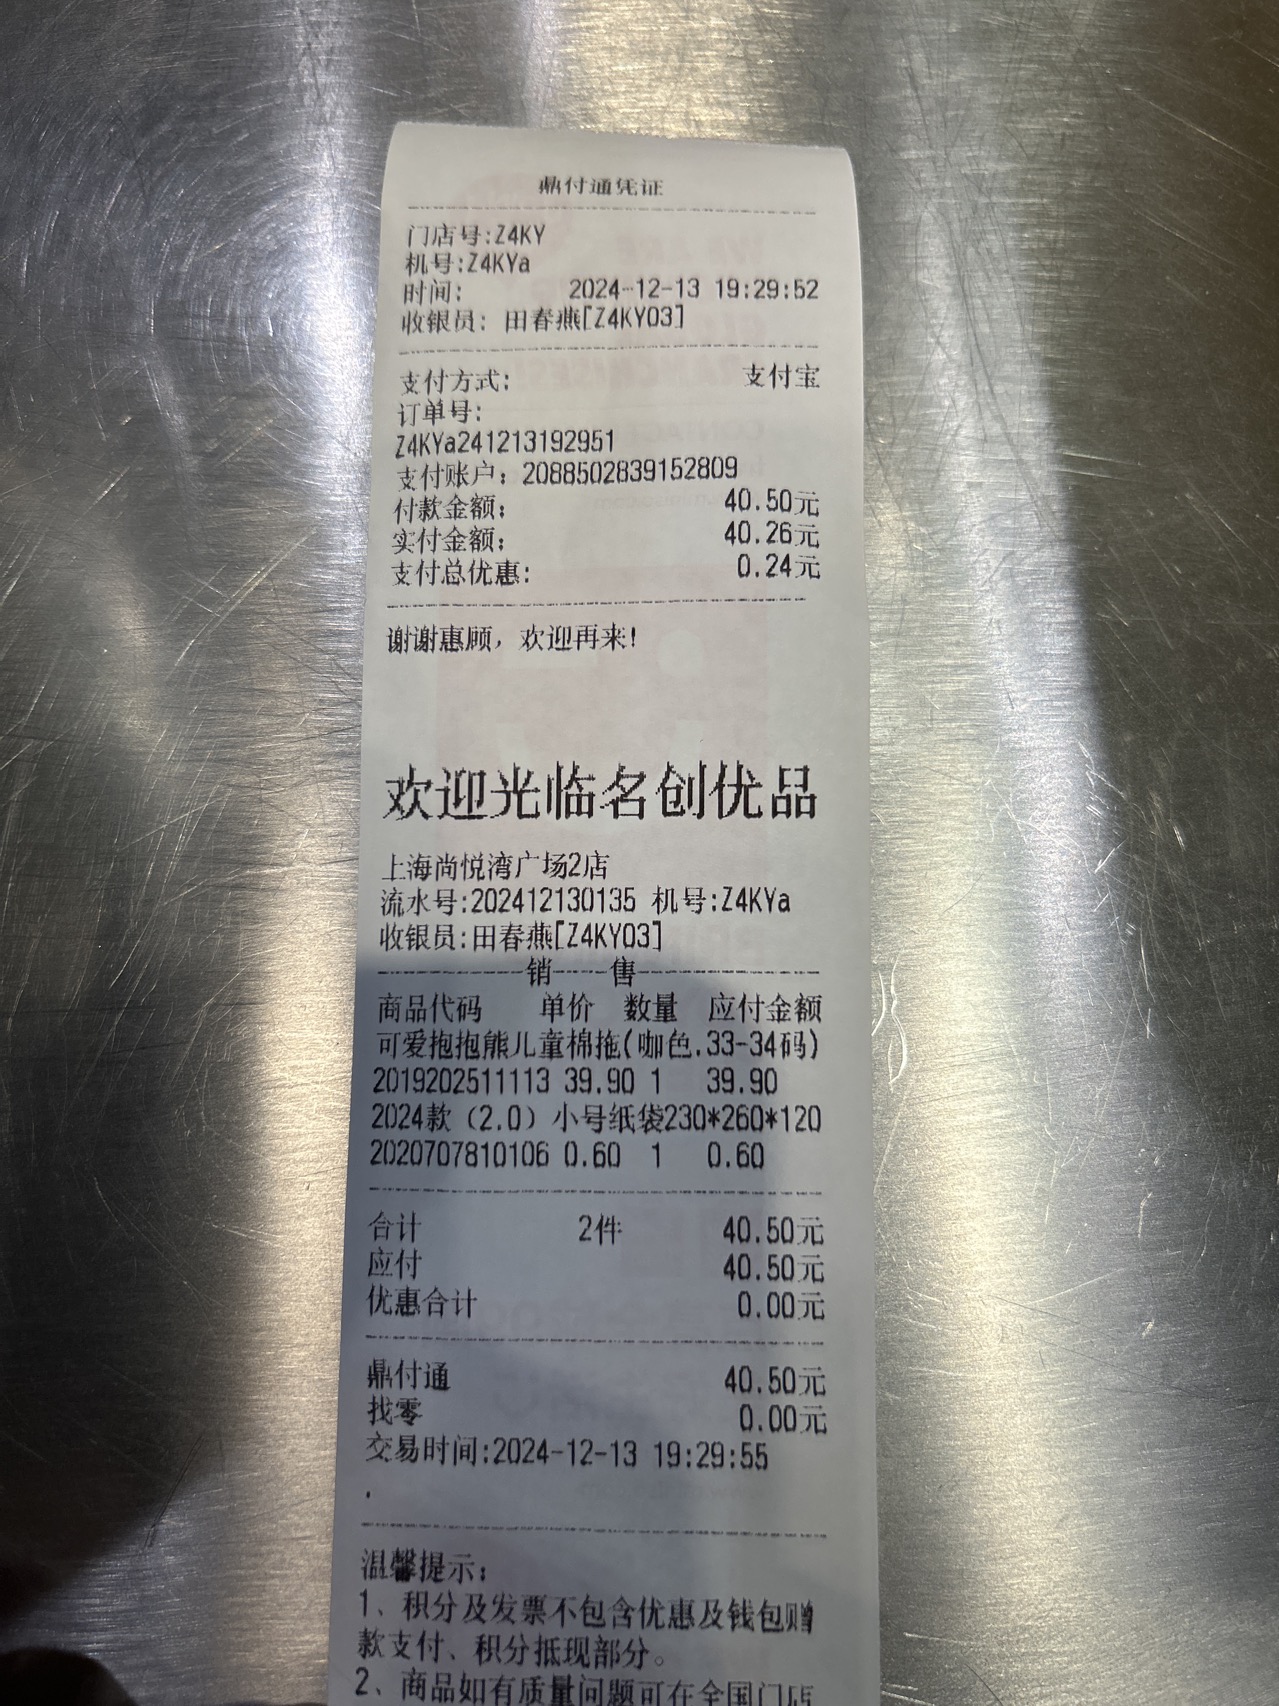 鼎付通凭证
门店号:Z4KY
机号:Z4KYa
时间: 2024-12-13 19:29:52
收银员: 田春燕[Z4KY03]
支付方式: 支付宝
订单号:
Z4KYa241213192951
支付账户: 2088502839152809
付款金额: 40.50元
实付金额: 40.26元
支付总优惠: 0.24元
谢谢惠顾，欢迎再来!
欢迎光临名创优品
上海尚悦湾广场2店
流水号:202412130135 机号:Z4KYa
收银员:田春燕[Z4KY03]
销 售
商品代码 单价 数量 应付金额
可爱抱抱熊儿童棉拖(咖色.33-34码)
2019202511113 39.90 1 39.90
2024款（2.0）小号纸袋230*260*120
2020707810106 0.60 1 0.60
合计 2件 40.50元
应付 40.50元
优惠合计 0.00元
鼎付通 40.50元
找零 0.00元
交易时间:2024-12-13 19:29:55
.
温馨提示:
1、积分及发票不包含优惠及钱包赠
款支付、积分抵现部分。
2、商品如有质量问题可在全国门店